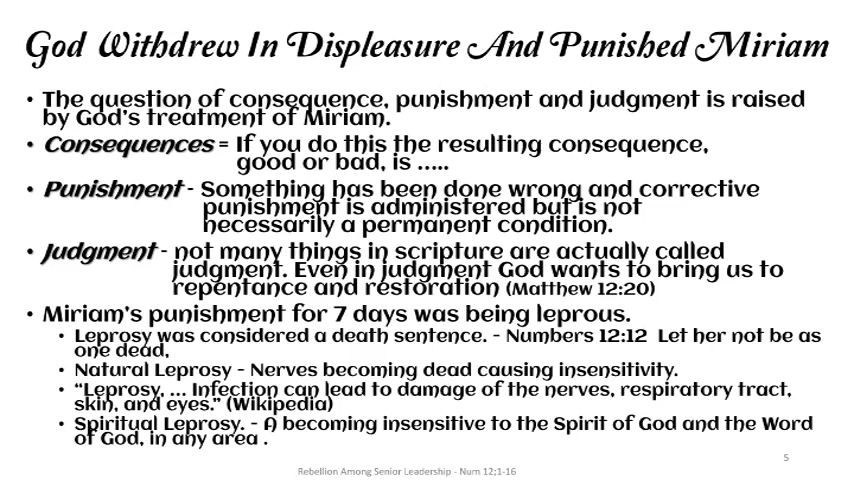 God Withdrew In Displeasure And Punished Miriam
• The question of consequence, punishment and judgment is raised
by God's treatment of Miriam.
• Consequences = If you do this the resulting consequence,
good or bad, is …..
• Punishment - Something has been done wrong and corrective
punishment is administered but is not
necessarily a permanent condition.
• Judgment - not many things in scripture are actually called
judgment. Even in judgment God wants to bring us to
repentance and restoration (Matthew 12:20)
• Miriam's punishment for 7 days was being leprous.
• Leprosy was considered a death sentence. - Numbers 12:12 Let her not be as
one dead,
• Natural Leprosy - Nerves becoming dead causing insensitivity.
• "Leprosy, … Infection can lead to damage of the nerves, respiratory tract,
skin, and eyes." (Wikipedia)
• Spiritual Leprosy. - A becoming insensitive to the Spirit of God and the Word
of God, in any area .
5
Rebellion Among Senior Leadership - Num 12;1-16